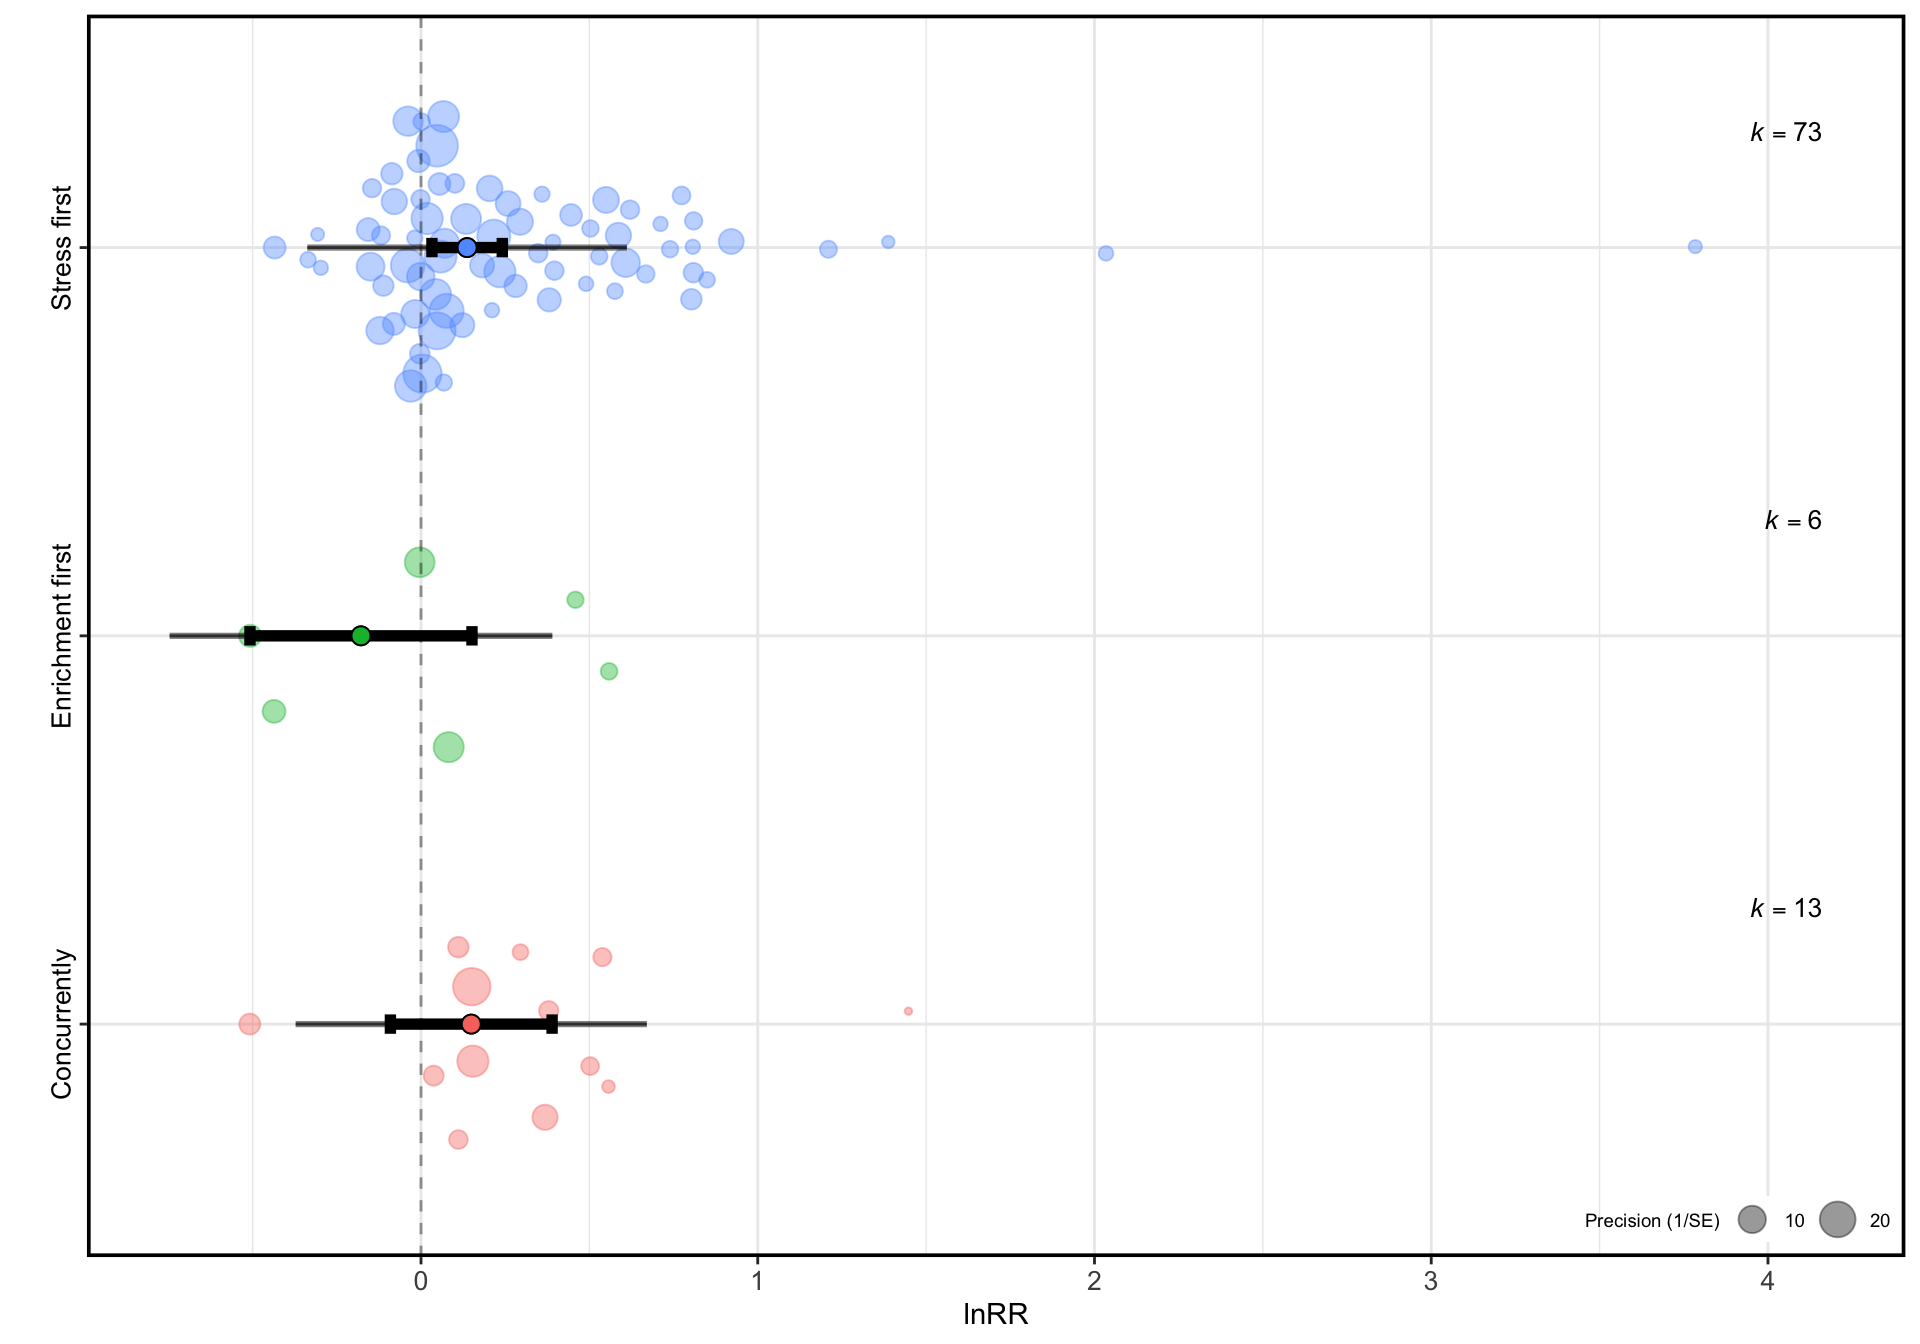 Stress first
k = 73
Enrichment first
k = 6
Concurrently
k = 13
Precision (1/SE) 10 20
0 1 2 3 4
lnRR